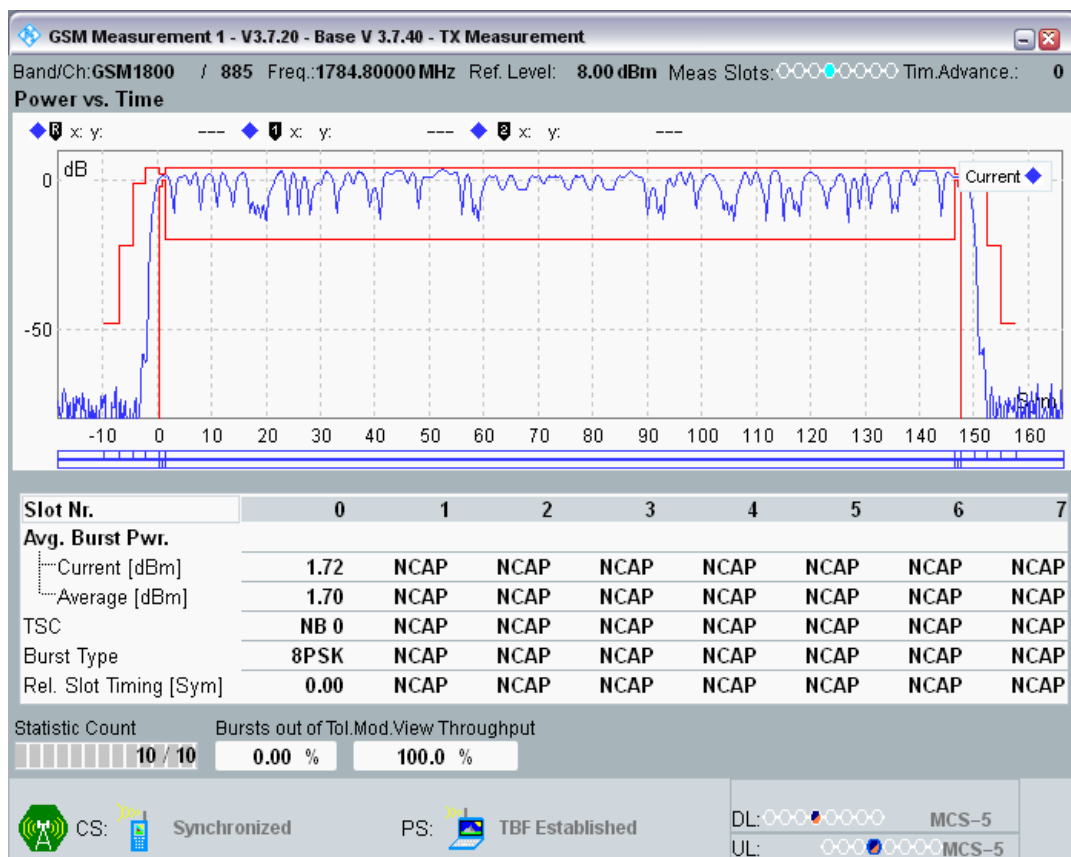 GSM Measurement 1 - V3.7.20 - Base V 3.7.40 - TX Measurement
Band/Ch:GSM1800 / 885 Freq.:1784.80000 MHz Ref. Level: 8.00 dBm Meas Slots: Tim.Advance.: 0
Power vs. Time
R x: y: --- 1 x: y: --- 2 x: y: ---
dB
Current
0
-50
Sym
-10 0 10 20 30 40 50 60 70 80 90 100 110 120 130 140 150 160
Slot Nr. 0 1 2 3 4 5 6 7
Avg. Burst Pwr.
Current [dBm] 1.72 NCAP NCAP NCAP NCAP NCAP NCAP NCAP
Average [dBm] 1.70 NCAP NCAP NCAP NCAP NCAP NCAP NCAP
TSC NB 0 NCAP NCAP NCAP NCAP NCAP NCAP NCAP
Burst Type 8PSK NCAP NCAP NCAP NCAP NCAP NCAP NCAP
Rel. Slot Timing [Sym] 0.00 NCAP NCAP NCAP NCAP NCAP NCAP NCAP
Statistic Count Bursts out of Tol.Mod.View Throughput
10 / 10 0.00 % 100.0 %
CS: Synchronized PS: TBF Established
DL: MCS-5
UL: MCS-5